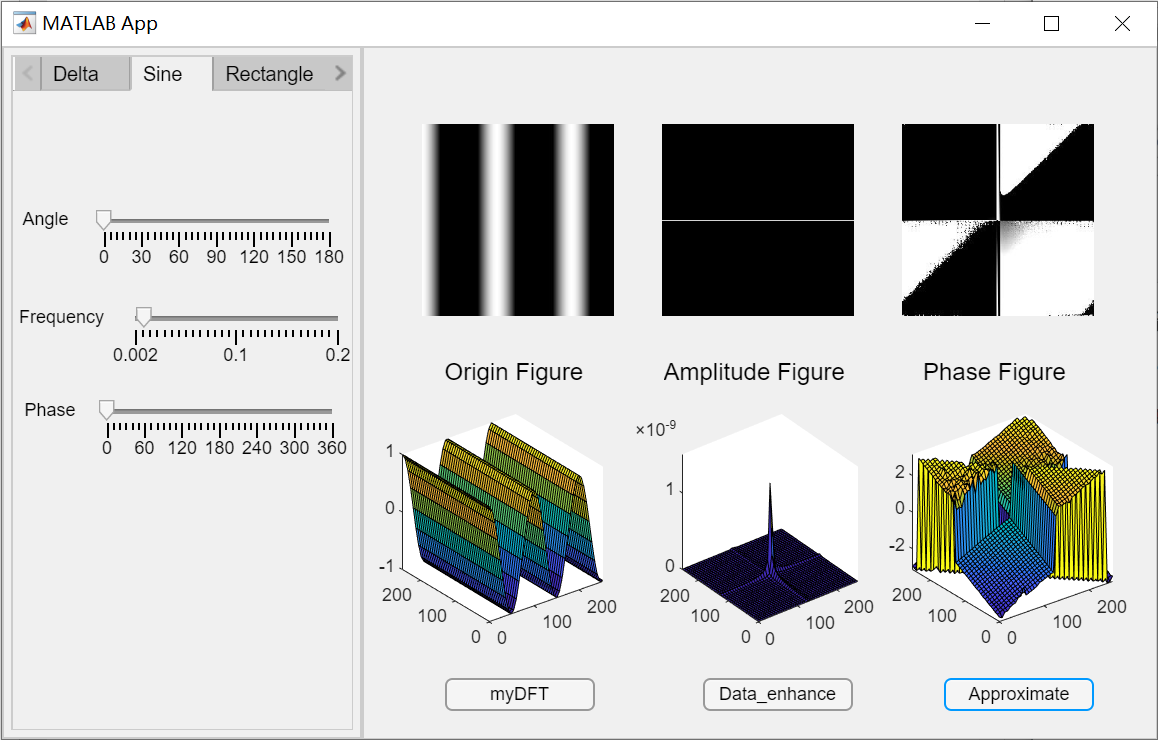 MATLAB App
Delta Sine Rectangle
Angle
0 30 60 90 120 150 180
Frequency
0.002 0.1 0.2
Phase
0 60 120 180 240 300 360
Origin Figure Amplitude Figure Phase Figure
1
0
-1
200
100
0
0
100
200
×10⁻⁹
1
0
200
100
0
0
100
200
2
0
-2
200
100
0
0
100
200
myDFT Data_enhance Approximate